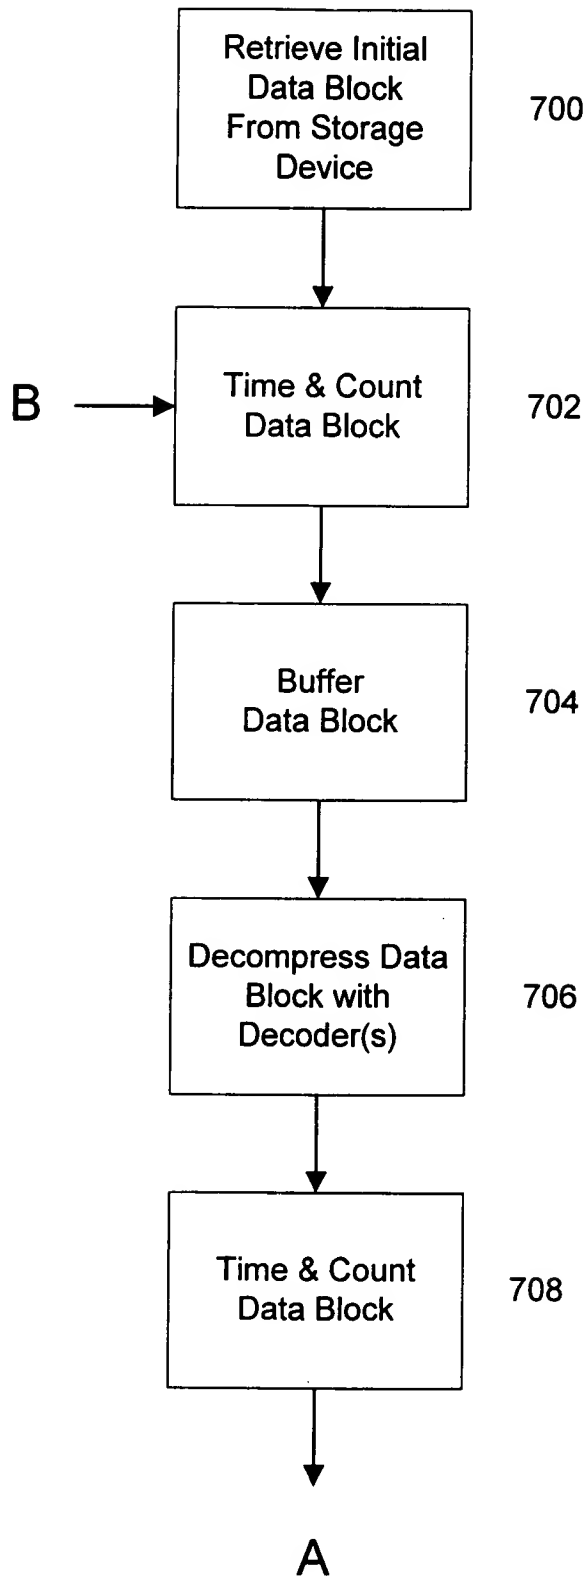 Retrieve Initial
Data Block
From Storage
Device
700
B
Time & Count
Data Block
702
Buffer
Data Block
704
Decompress Data
Block with
Decoder(s)
706
Time & Count
Data Block
708
A